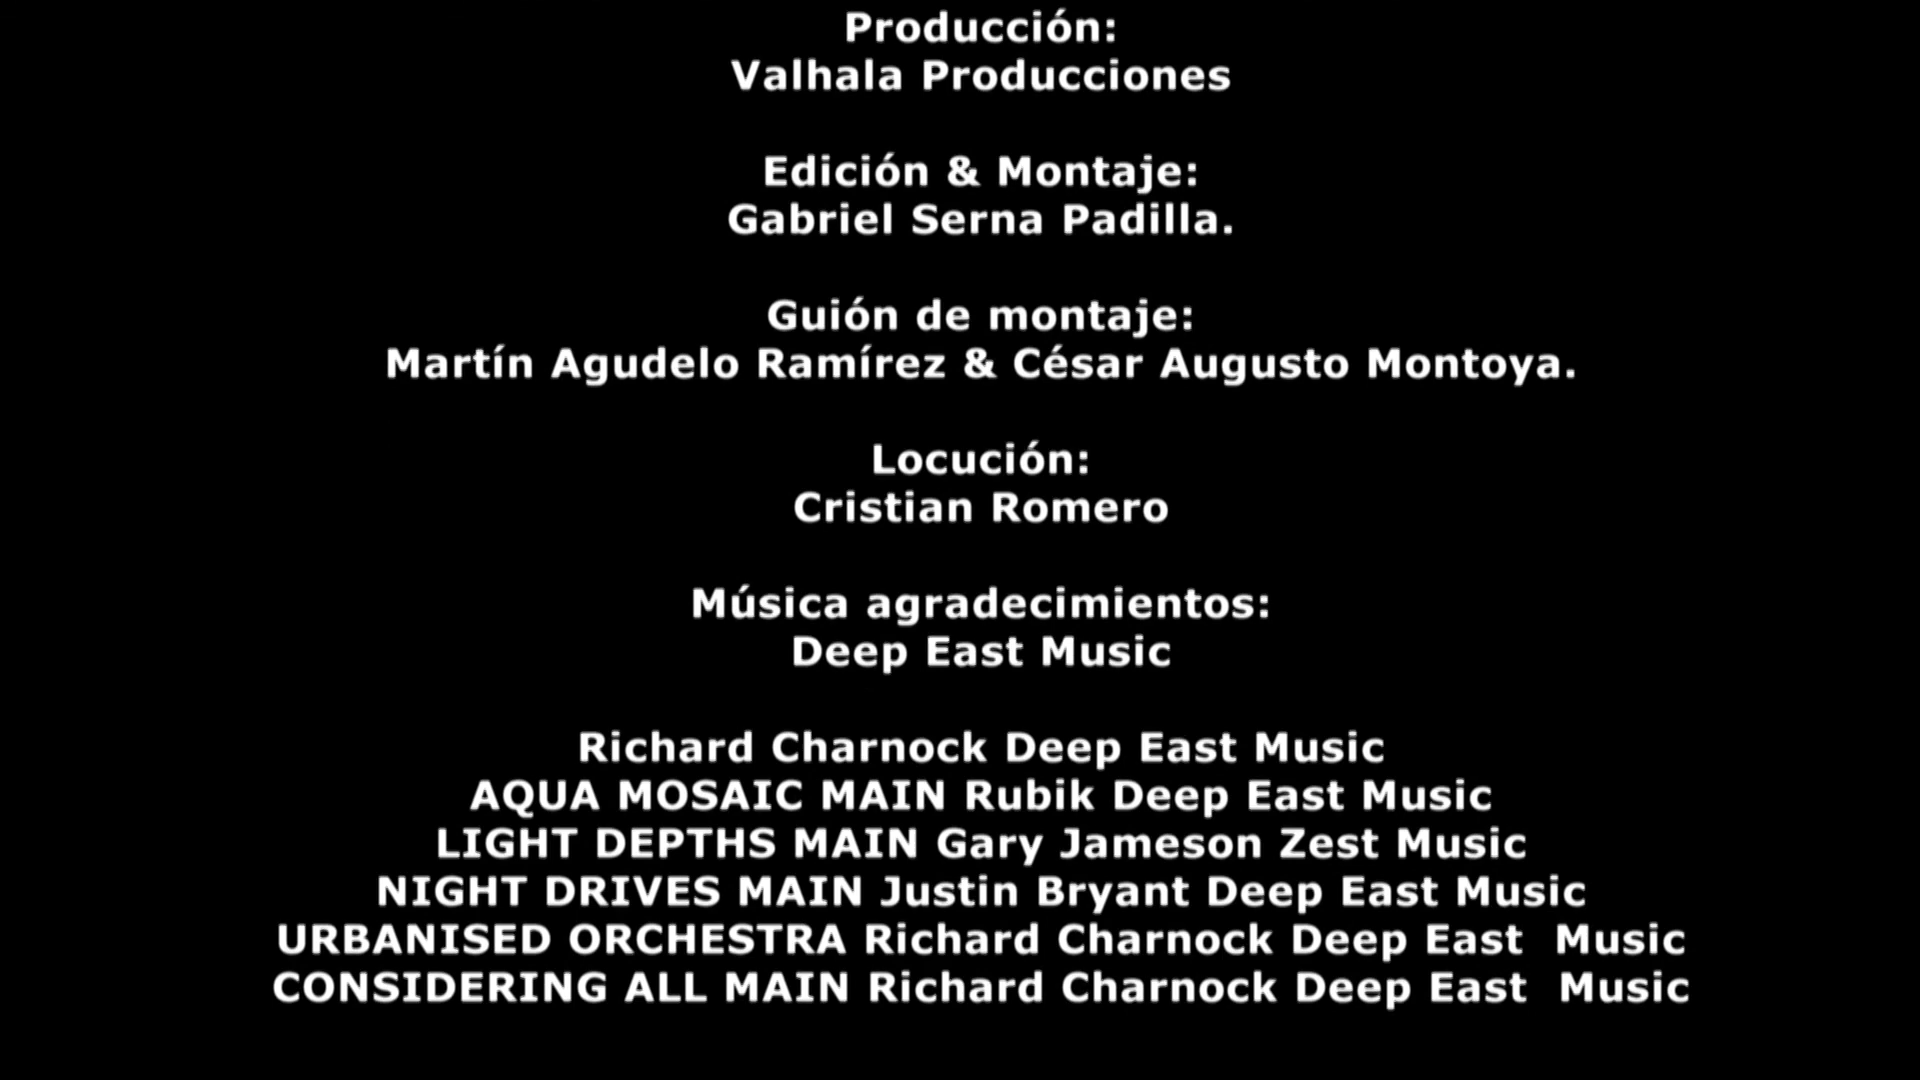 Producción:
Valhala Producciones
Edición & Montaje:
Gabriel Serna Padilla.
Guión de montaje:
Martín Agudelo Ramírez & César Augusto Montoya.
Locución:
Cristian Romero
Música agradecimientos:
Deep East Music
Richard Charnock Deep East Music
AQUA MOSAIC MAIN Rubik Deep East Music
LIGHT DEPTHS MAIN Gary Jameson Zest Music
NIGHT DRIVES MAIN Justin Bryant Deep East Music
URBANISED ORCHESTRA Richard Charnock Deep East  Music
CONSIDERING ALL MAIN Richard Charnock Deep East  Music